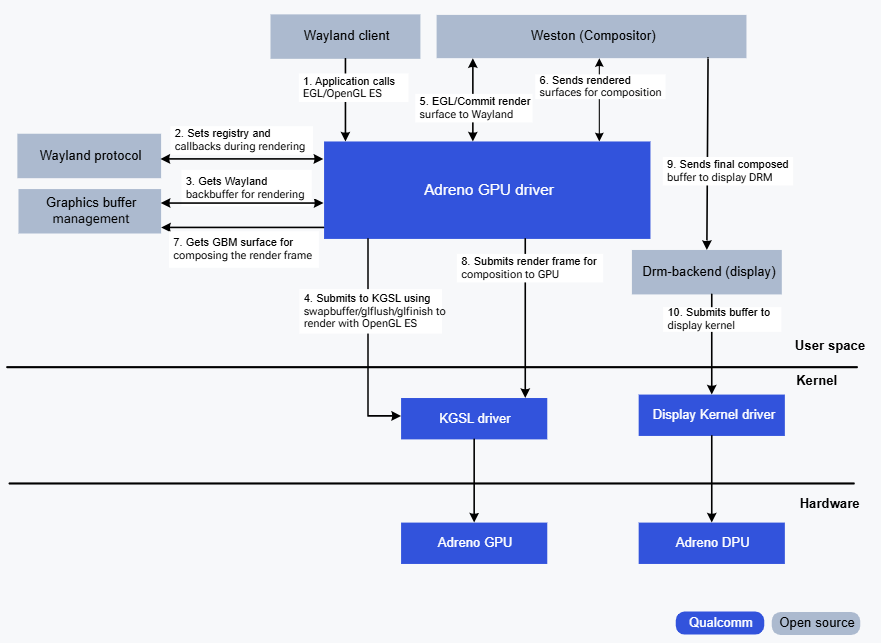 Wayland client
Weston (Compositor)
1. Application calls
EGL/OpenGL ES
5. EGL/Commit render
surface to Wayland
6. Sends rendered
surfaces for composition
2. Sets registry and
callbacks during rendering
Wayland protocol
3. Gets Wayland
backbuffer for rendering
Graphics buffer
management
7. Gets GBM surface for
composing the render frame
Adreno GPU driver
9. Sends final composed
buffer to display DRM
8. Submits render frame for
composition to GPU
4. Submits to KGSL using
swapbuffer/glflush/glfinish to
render with OpenGL ES
Drm-backend (display)
10. Submits buffer to
display kernel
User space
Kernel
KGSL driver
Display Kernel driver
Hardware
Adreno GPU
Adreno DPU
Qualcomm
Open source